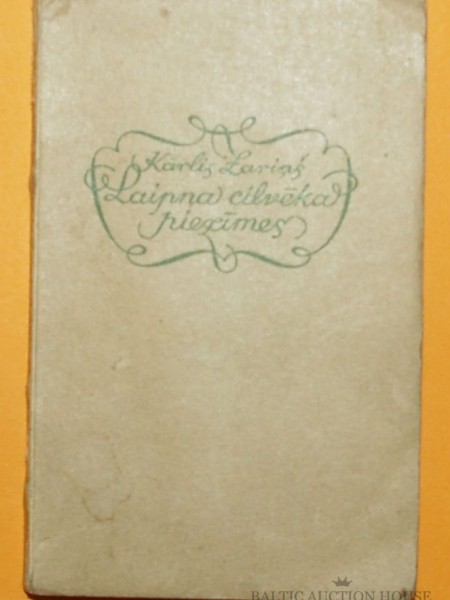 Kārlis Zariņš
Laipna cilvēka
piezīmes
BALTIC AUCTION HOUSE